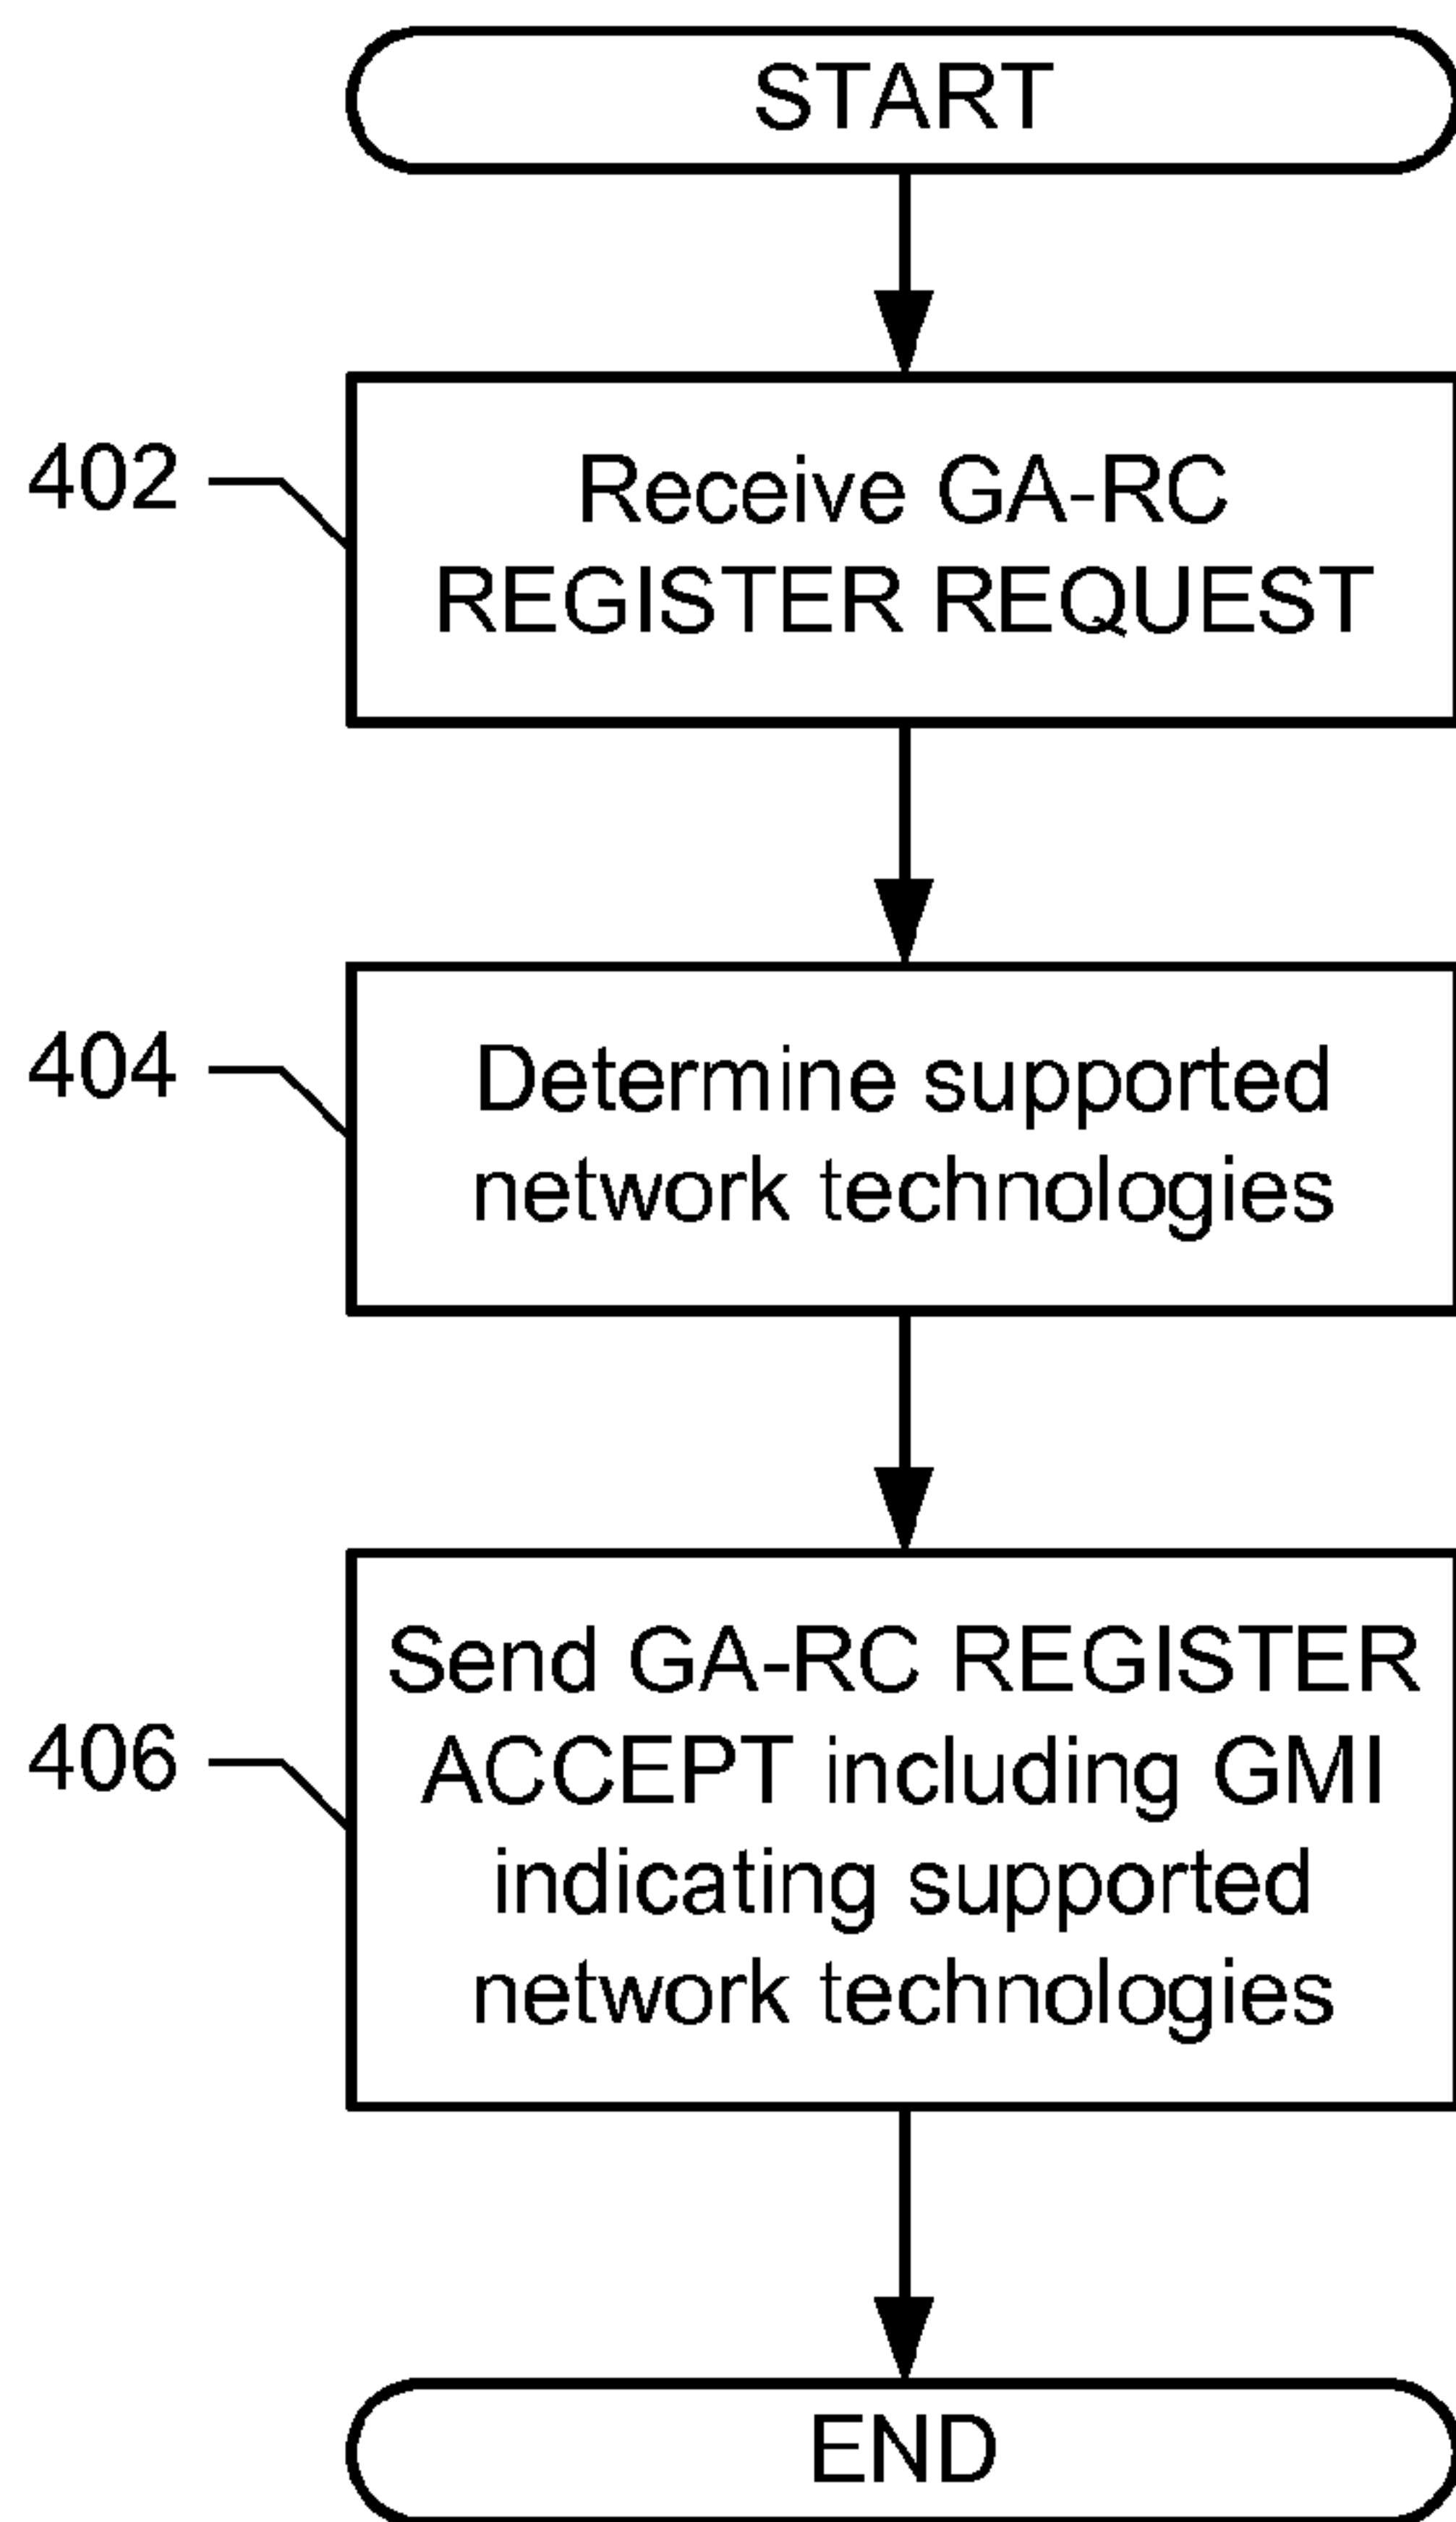 START
402
Receive GA-RC
REGISTER REQUEST
404
Determine supported
network technologies
406
Send GA-RC REGISTER
ACCEPT including GMI
indicating supported
network technologies
END